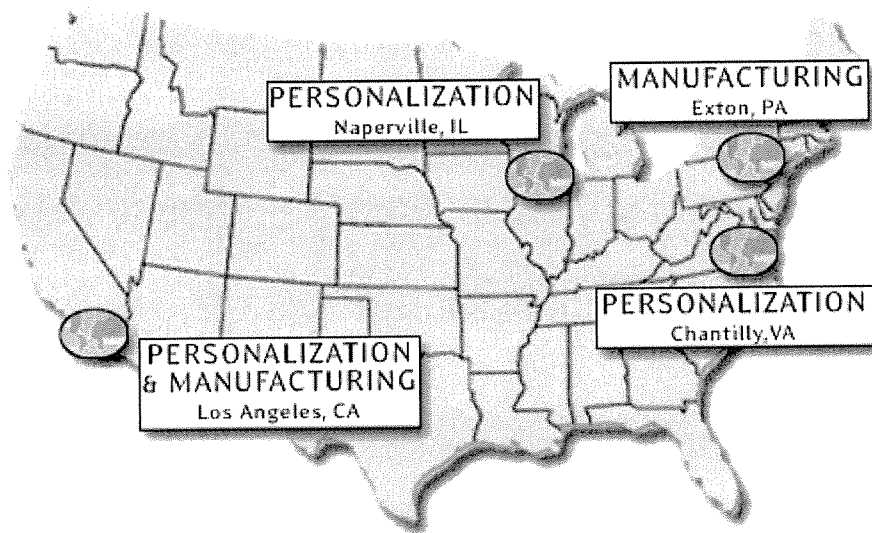 PERSONALIZATION
Naperville, IL
MANUFACTURING
Exton, PA
PERSONALIZATION
Chantilly, VA
PERSONALIZATION
& MANUFACTURING
Los Angeles, CA